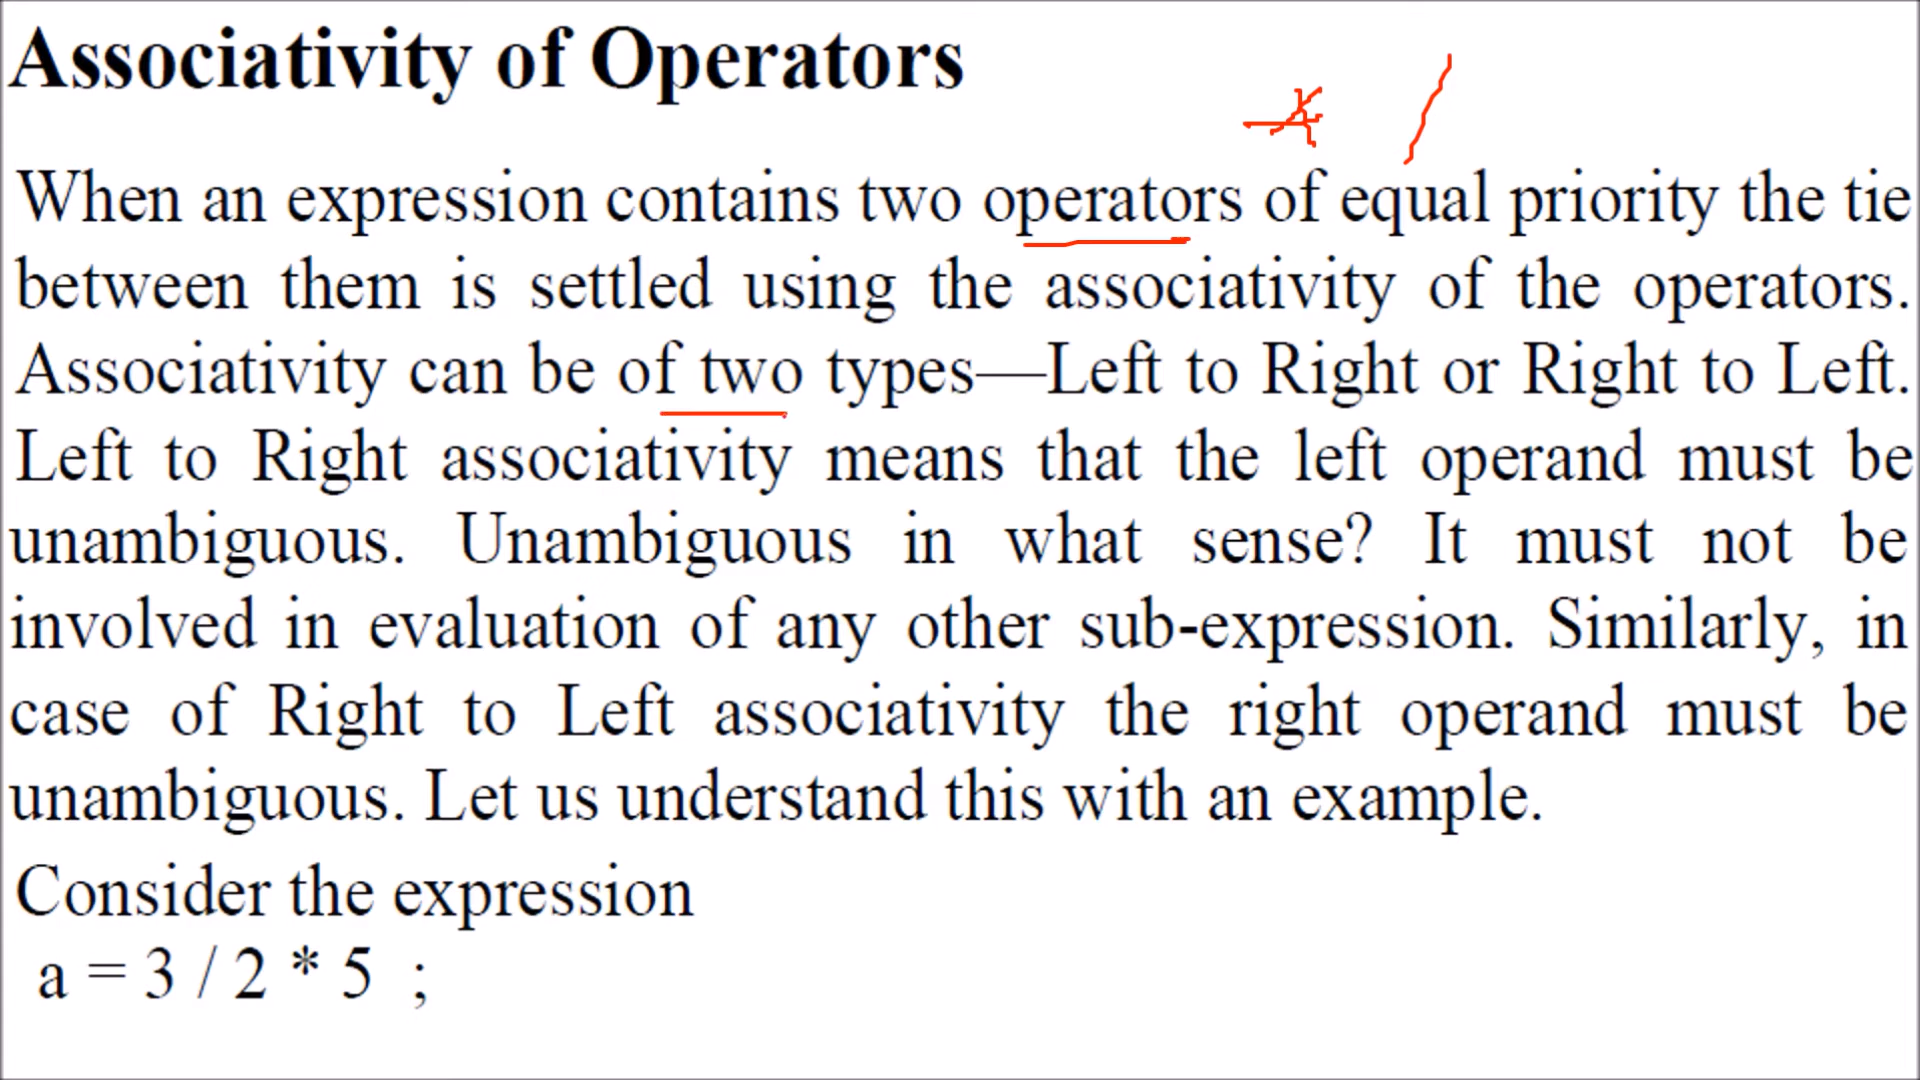 Associativity of Operators
* /
When an expression contains two operators of equal priority the tie
between them is settled using the associativity of the operators.
Associativity can be of two types—Left to Right or Right to Left.
Left to Right associativity means that the left operand must be
unambiguous. Unambiguous in what sense? It must not be
involved in evaluation of any other sub-expression. Similarly, in
case of Right to Left associativity the right operand must be
unambiguous. Let us understand this with an example.
Consider the expression
a = 3 / 2 * 5 ;